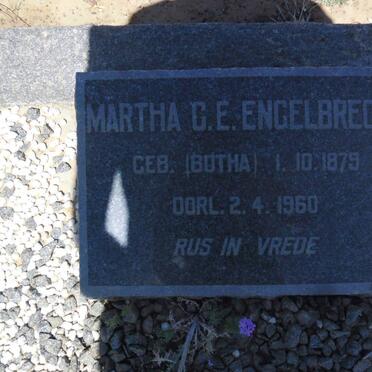 MARTHA C.E. ENGELBREC
GEB. (BOTHA) 1.10.1879
OORL. 2.4.1960
RUS IN VREDE